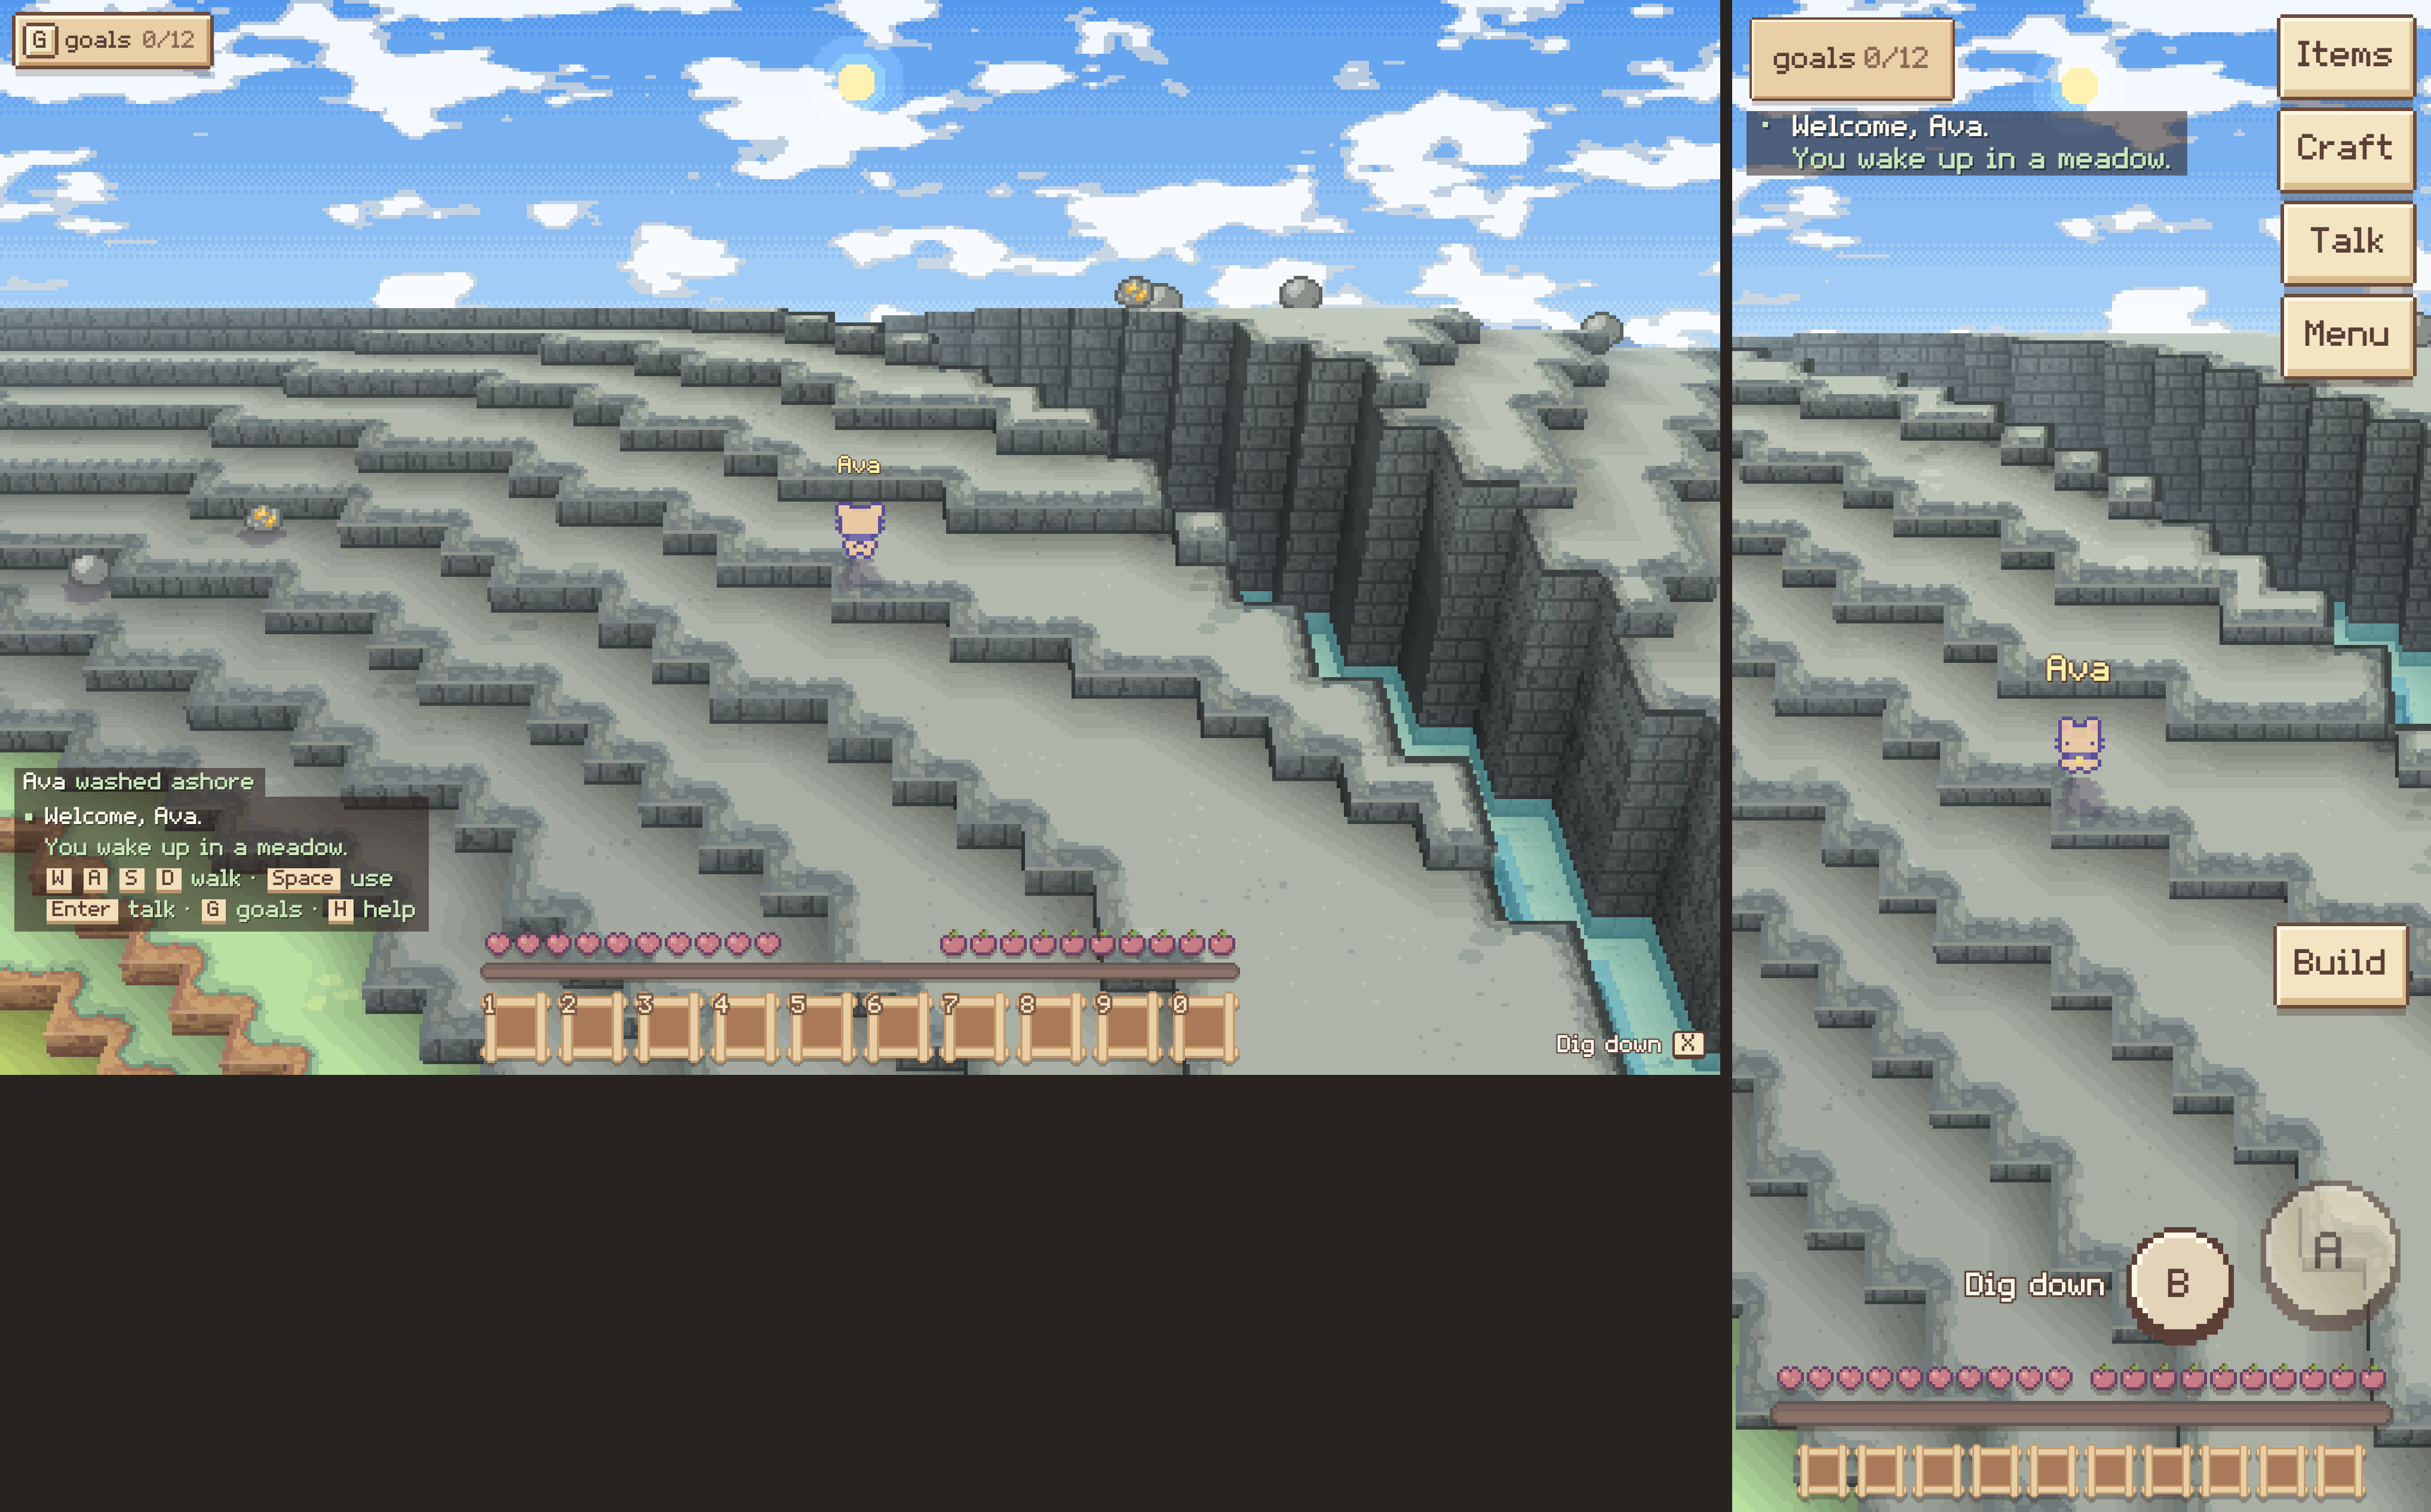 G goals 0/12
Ava
Ava washed ashore
Welcome, Ava.
You wake up in a meadow.
W A S D walk · Space use
Enter talk · G goals · H help
1 2 3 4 5 6 7 8 9 0
Dig down X
goals 0/12
Welcome, Ava.
You wake up in a meadow.
Items
Craft
Talk
Menu
Ava
Build
A
Dig down B